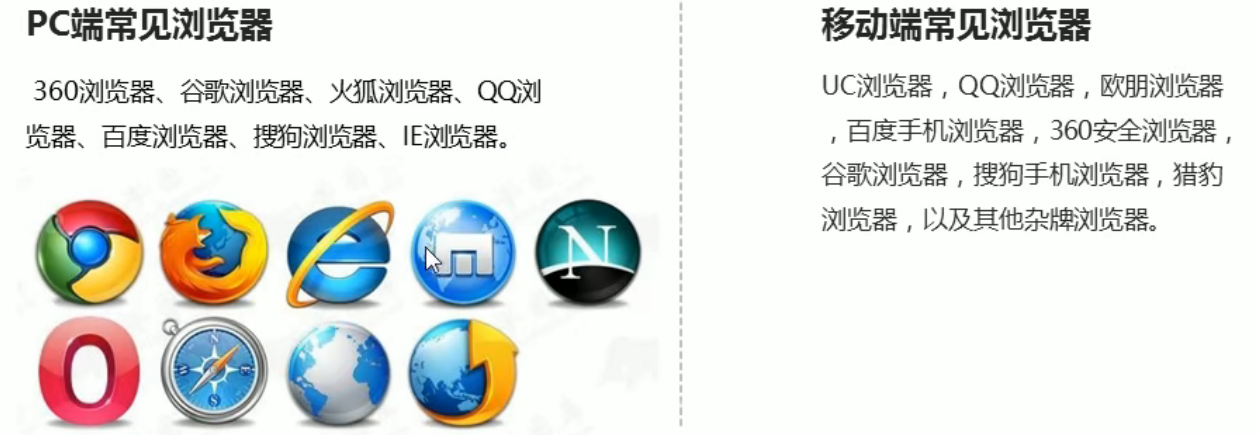 PC端常见浏览器
360浏览器、谷歌浏览器、火狐浏览器、QQ浏
览器、百度浏览器、搜狗浏览器、IE浏览器。
N
N
E
S
W
移动端常见浏览器
UC浏览器，QQ浏览器，欧朋浏览器
，百度手机浏览器，360安全浏览器，
谷歌浏览器，搜狗手机浏览器，猎豹
浏览器，以及其他杂牌浏览器。